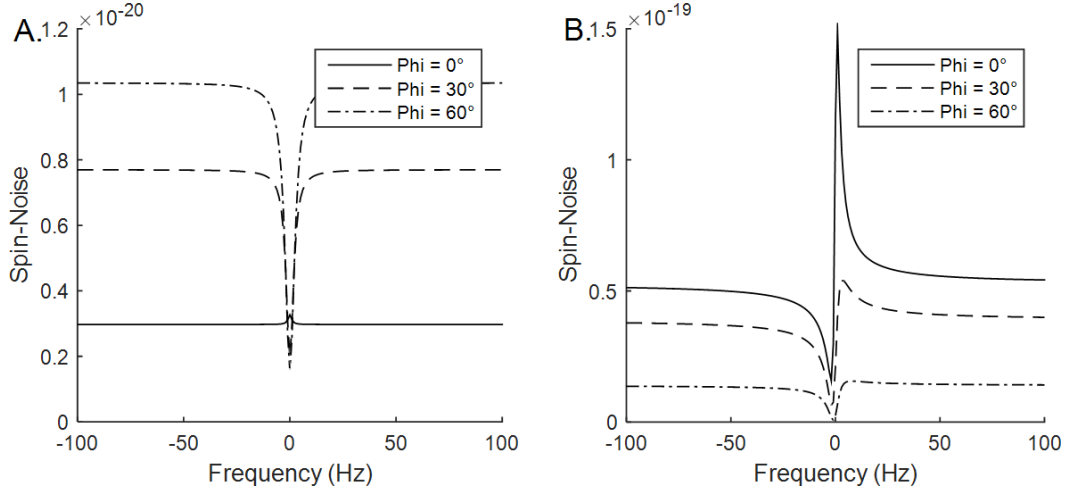 A.
×10⁻²⁰
1.2
1
0.8
0.6
0.4
0.2
0
Spin-Noise
-100 -50 0 50 100
Frequency (Hz)
Phi = 0°
Phi = 30°
Phi = 60°
B.
×10⁻¹⁹
1.5
1
0.5
0
Spin-Noise
-100 -50 0 50 100
Frequency (Hz)
Phi = 0°
Phi = 30°
Phi = 60°